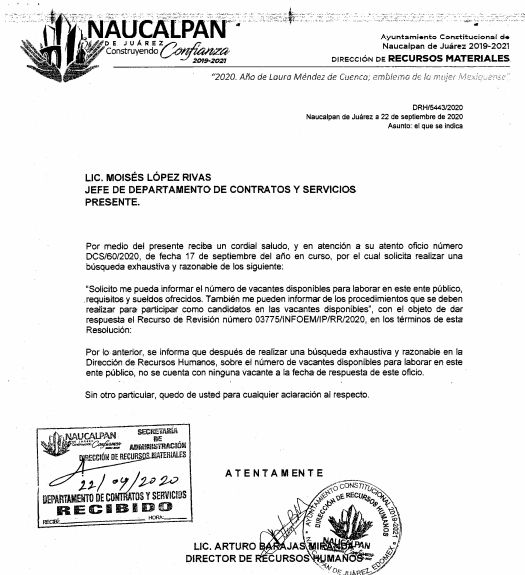 NAUCALPAN
DE JUÁREZ
Construyendo Confianza
2019-2021
Ayuntamiento Constitucional de
Naucalpan de Juárez 2019-2021
DIRECCIÓN DE RECURSOS MATERIALES
"2020. Año de Laura Méndez de Cuenca; emblema de la mujer Mexiquense"
DRH/5443/2020
Naucalpan de Juárez a 22 de septiembre de 2020
Asunto: el que se indica
LIC. MOISÉS LÓPEZ RIVAS
JEFE DE DEPARTAMENTO DE CONTRATOS Y SERVICIOS
PRESENTE.
Por medio del presente reciba un cordial saludo, y en atención a su atento oficio número
DCS/60/2020, de fecha 17 de septiembre del año en curso, por el cual solicita realizar una
búsqueda exhaustiva y razonable de los siguiente:
"Solicito me pueda informar el número de vacantes disponibles para laborar en este ente público,
requisitos y sueldos ofrecidos. También me pueden informar de los procedimientos que se deben
realizar para participar como candidatos en las vacantes disponibles", con el objeto de dar
respuesta el Recurso de Revisión número 03775/INFOEM/IP/RR/2020, en los términos de esta
Resolución:
Por lo anterior, se informa que después de realizar una búsqueda exhaustiva y razonable en la
Dirección de Recursos Humanos, sobre el número de vacantes disponibles para laborar en este
ente público, no se cuenta con ninguna vacante a la fecha de respuesta de este oficio.
Sin otro particular, quedo de usted para cualquier aclaración al respecto.
NAUCALPAN
Construyendo Confianza
SECRETARÍA
DE
ADMINISTRACIÓN
DIRECCIÓN DE RECURSOS MATERIALES
22/09/2020
DEPARTAMENTO DE CONTRATOS Y SERVICIOS
RECIBIDO
RECIBE HORA:
ATENTAMENTE
AYUNTAMIENTO CONSTITUCIONAL 2019-2021
DIRECCIÓN DE RECURSOS HUMANOS
NAUCALPAN
NAUCALPAN DE JUÁREZ, EDOMEX
LIC. ARTURO BARAJAS MIRANDA
DIRECTOR DE RECURSOS HUMANOS